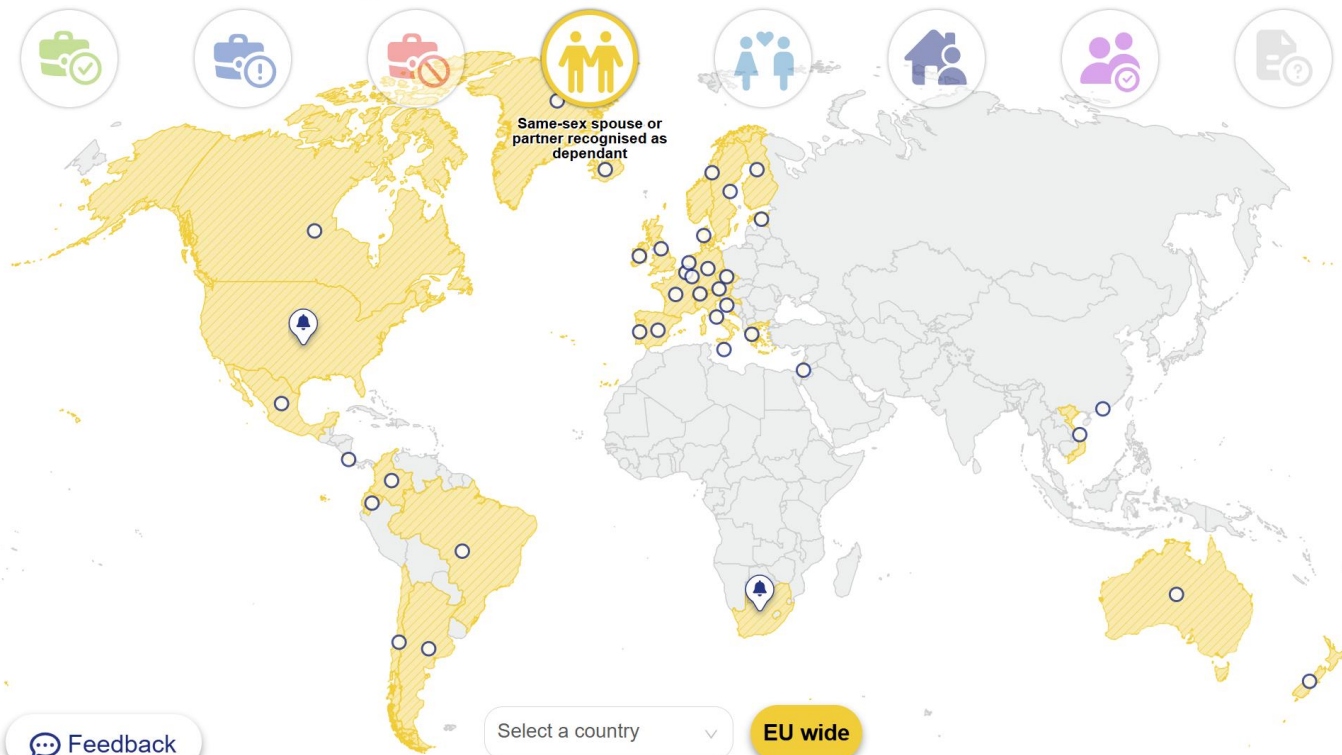 Same-sex spouse or
partner recognised as
dependant
Select a country
EU wide
Feedback